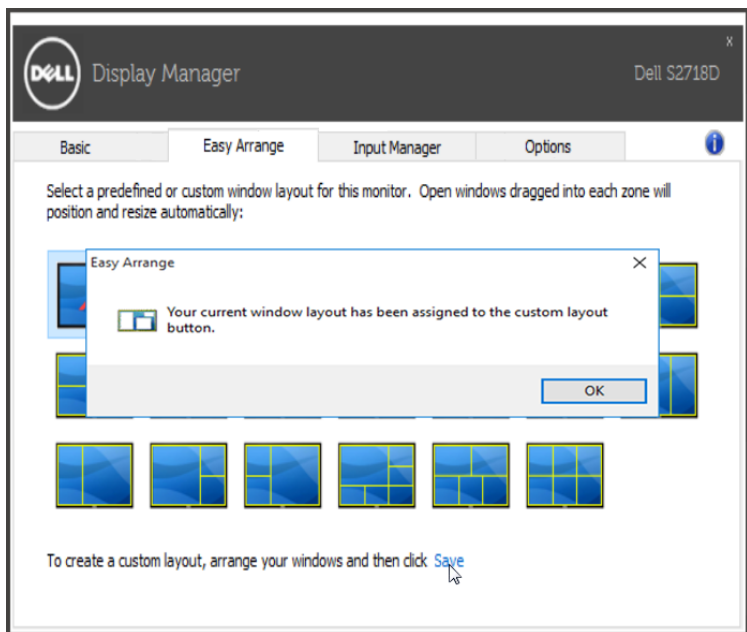 X
DELL
Display Manager
Dell S2718D
Basic
Easy Arrange
Input Manager
Options
i
Select a predefined or custom window layout for this monitor. Open windows dragged into each zone will
position and resize automatically:
Easy Arrange
Your current window layout has been assigned to the custom layout
button.
OK
To create a custom layout, arrange your windows and then click Save